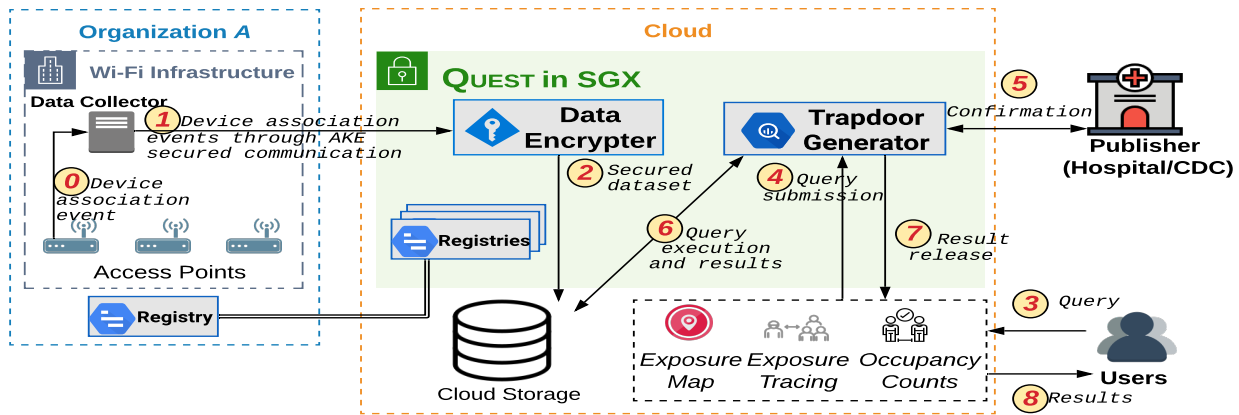 Organization A
Wi-Fi Infrastructure
Data Collector
1 Device association
events through AKE
secured communication
0 Device
association
event
Access Points
Registry
Cloud
QUEST in SGX
Data
Encrypter
2 Secured
dataset
Registries
Cloud Storage
Trapdoor
Generator
4 Query
submission
6 Query
execution
and results
7 Result
release
5
Confirmation
Publisher
(Hospital/CDC)
Exposure
Map
Exposure
Tracing
Occupancy
Counts
3 Query
Users
8 Results